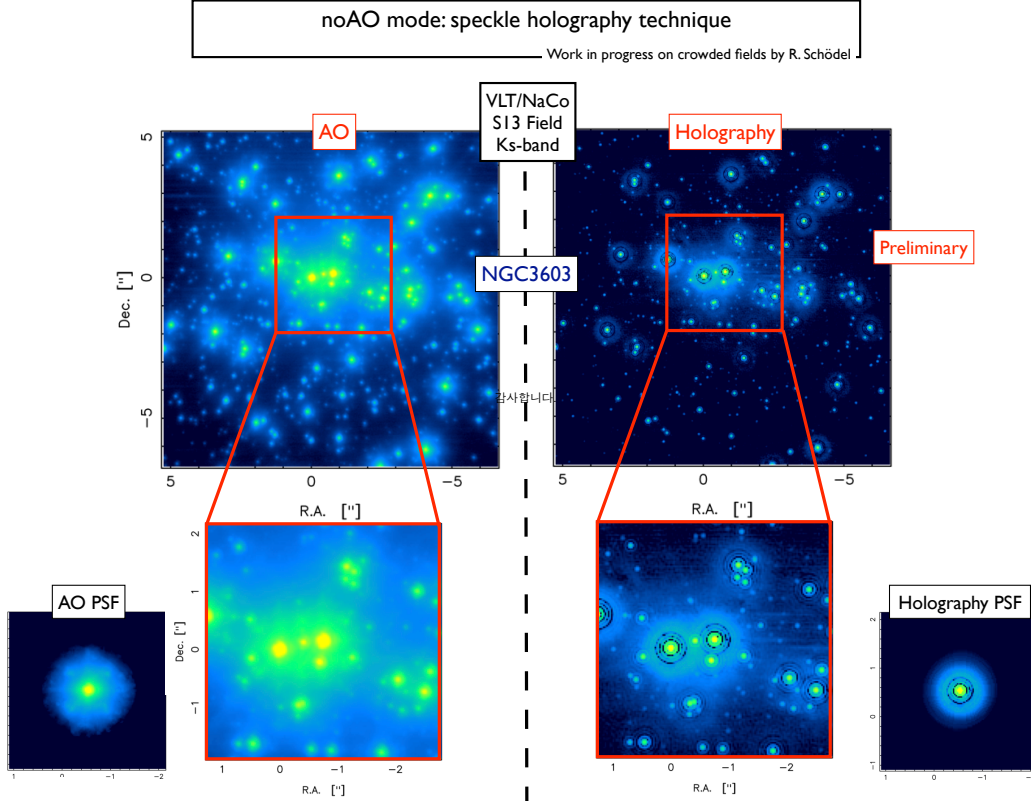 noAO mode: speckle holography technique
Work in progress on crowded fields by R. Schödel
VLT/NaCo
S13 Field
Ks-band
AO
Holography
Preliminary
NGC3603
감사합니다.
5
0
−5
Dec. ["]
5
0
−5
R.A. ["]
5
0
−5
R.A. ["]
AO PSF
1
0
−1
−2
2
1
0
−1
Dec. ["]
1
0
−1
−2
R.A. ["]
2
1
0
−1
1
0
−1
−2
R.A. ["]
Holography PSF
2
1
0
−1
1
0
−1